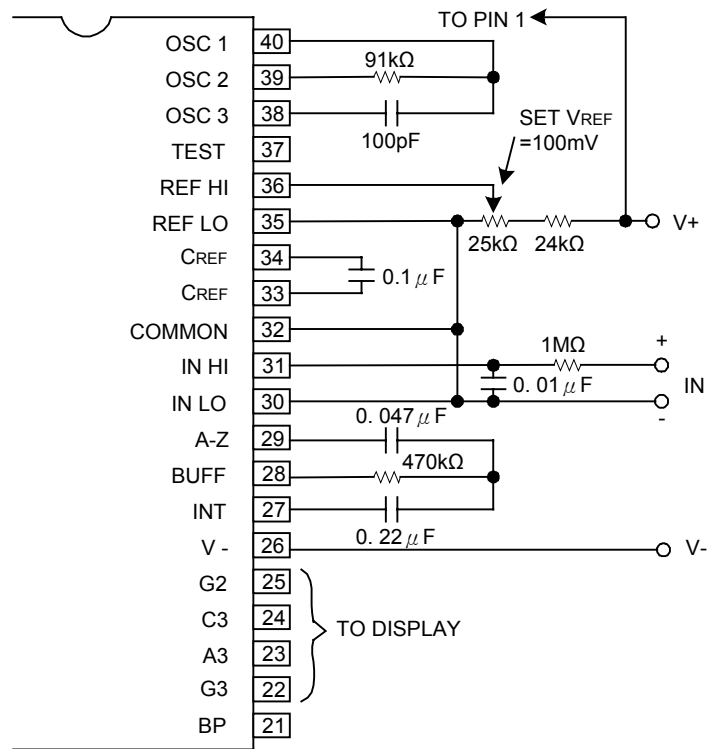 TO PIN 1
OSC 1 40
91kΩ
OSC 2 39
OSC 3 38
100pF
SET VREF
=100mV
TEST 37
REF HI 36
REF LO 35
25kΩ 24kΩ V+
CREF 34
0.1μF
CREF 33
COMMON 32
1MΩ +
IN HI 31
0. 01μF IN
IN LO 30
-
0. 047μF
A-Z 29
470kΩ
BUFF 28
INT 27
0. 22μF
V - 26 V-
G2 25
C3 24
TO DISPLAY
A3 23
G3 22
BP 21